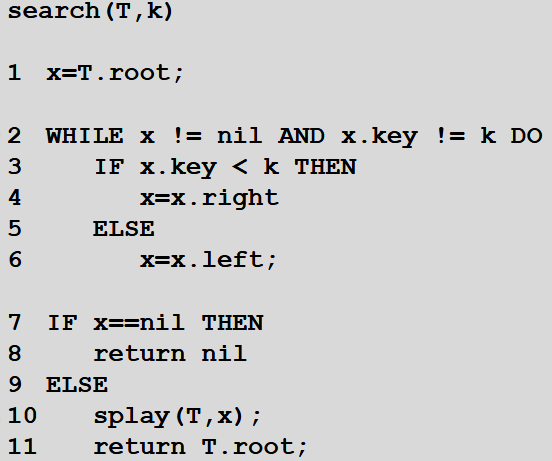 search(T,k)
1 x=T.root;
2 WHILE x != nil AND x.key != k DO
3 IF x.key < k THEN
4 x=x.right
5 ELSE
6 x=x.left;
7 IF x==nil THEN
8 return nil
9 ELSE
10 splay(T,x);
11 return T.root;